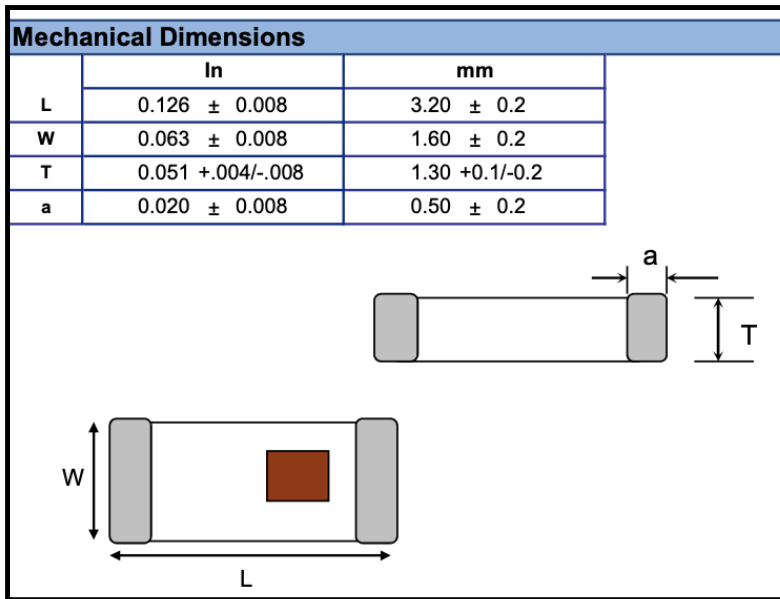 Mechanical Dimensions
In mm
L 0.126 ± 0.008 3.20 ± 0.2
W 0.063 ± 0.008 1.60 ± 0.2
T 0.051 +.004/-.008 1.30 +0.1/-0.2
a 0.020 ± 0.008 0.50 ± 0.2
a
T
W
L